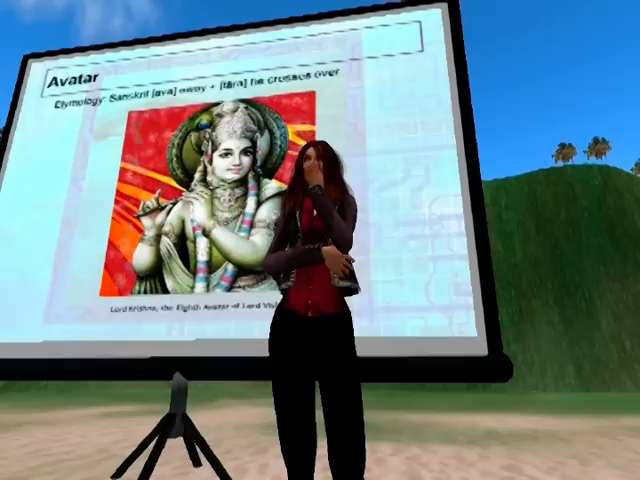 Avatar
Etymology: Sanskrit [ava] away + [tāra] he crosses over
Lord Krishna, the Eighth Avatar of Lord